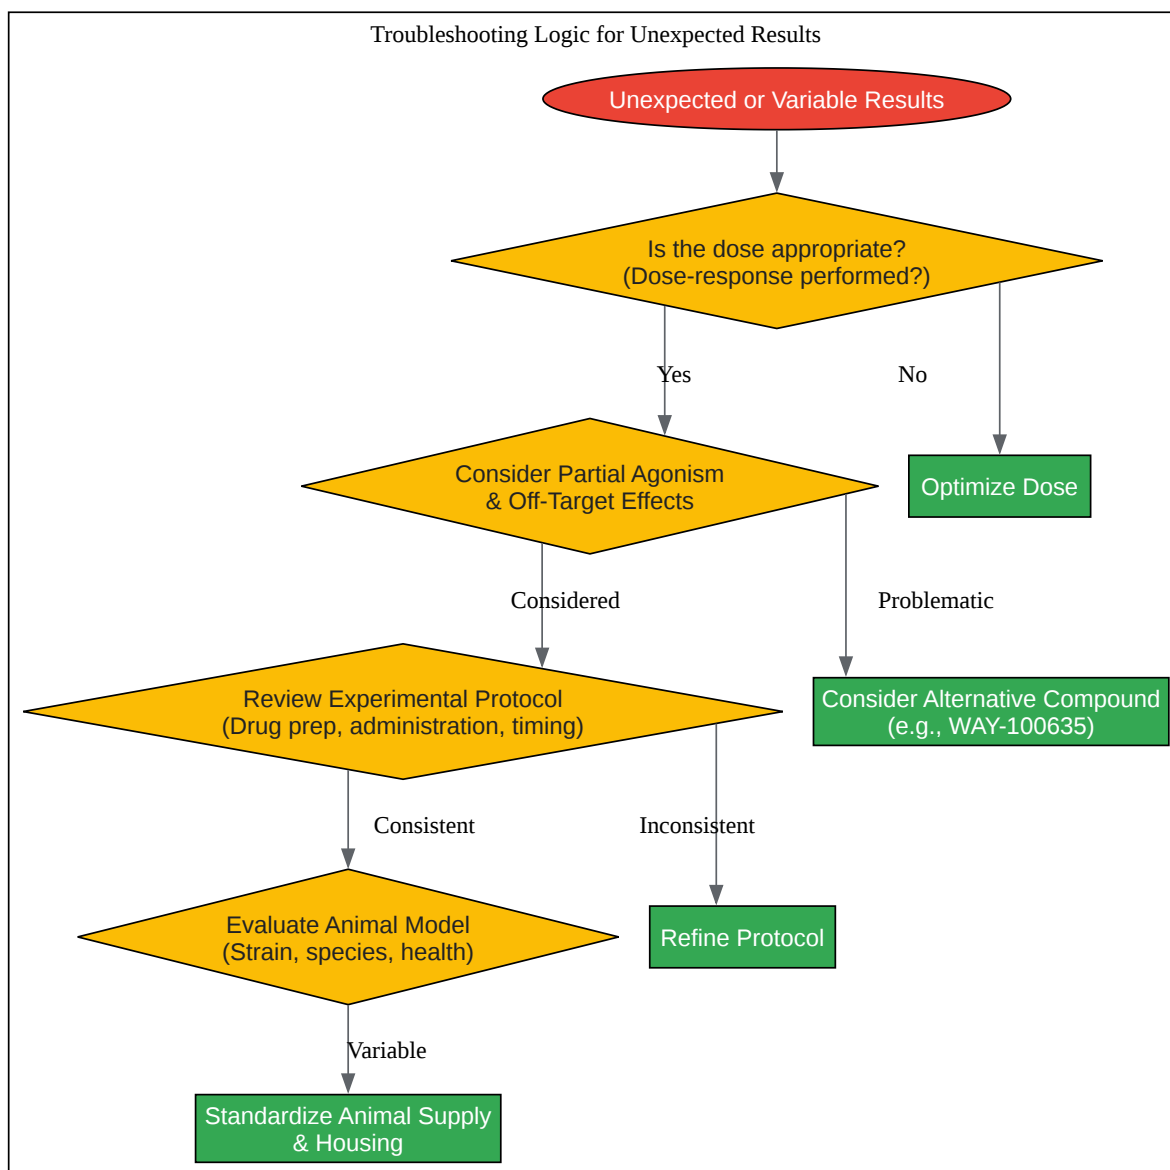 Troubleshooting Logic for Unexpected Results
Unexpected or Variable Results
Is the dose appropriate?
(Dose-response performed?)
Yes
No
Consider Partial Agonism
& Off-Target Effects
Optimize Dose
Considered
Problematic
Review Experimental Protocol
(Drug prep, administration, timing)
Consider Alternative Compound
(e.g., WAY-100635)
Consistent
Inconsistent
Evaluate Animal Model
(Strain, species, health)
Refine Protocol
Variable
Standardize Animal Supply
& Housing